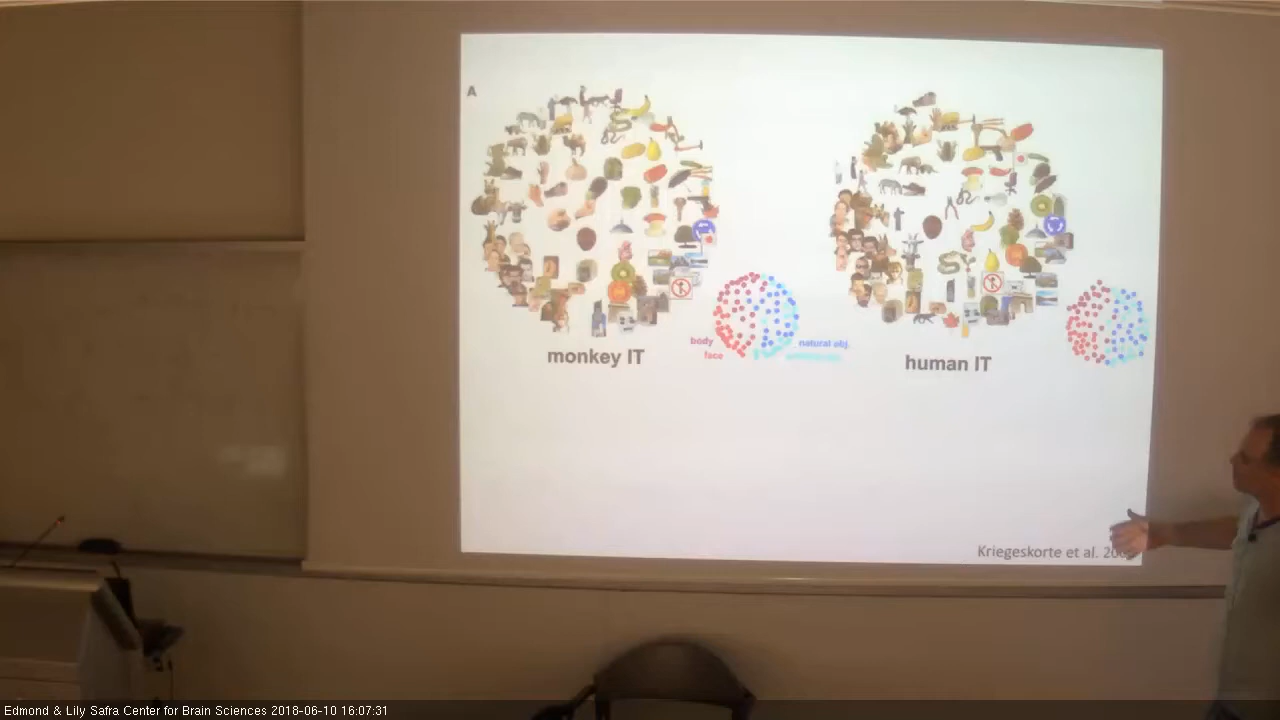 A
body
face
natural obj.
monkey IT
human IT
Kriegeskorte et al. 20
Edmond & Lily Safra Center for Brain Sciences 2018-06-10 16:07:31